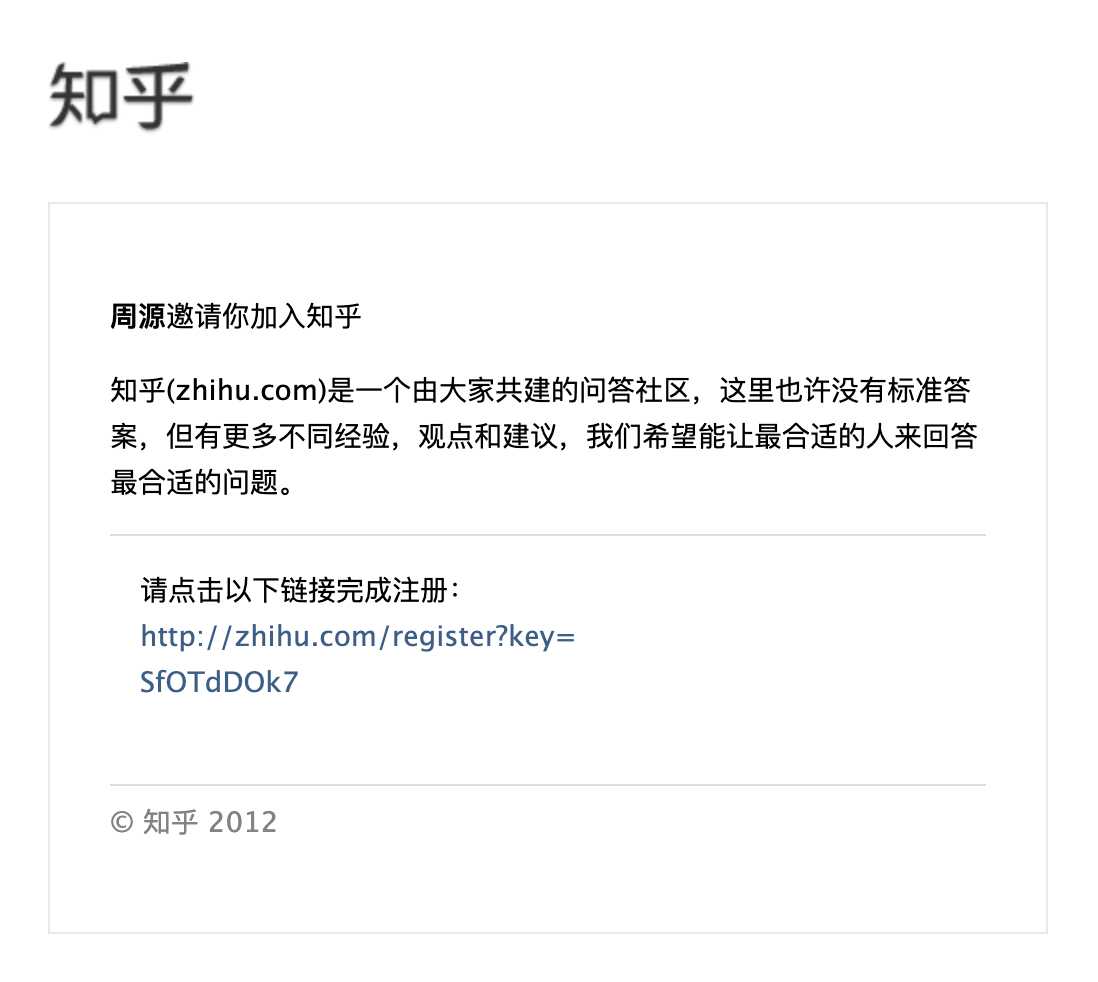 知乎
周源邀请你加入知乎
知乎(zhihu.com)是一个由大家共建的问答社区，这里也许没有标准答
案，但有更多不同经验，观点和建议，我们希望能让最合适的人来回答
最合适的问题。
请点击以下链接完成注册：
http://zhihu.com/register?key=
SfOTdDOk7
© 知乎 2012